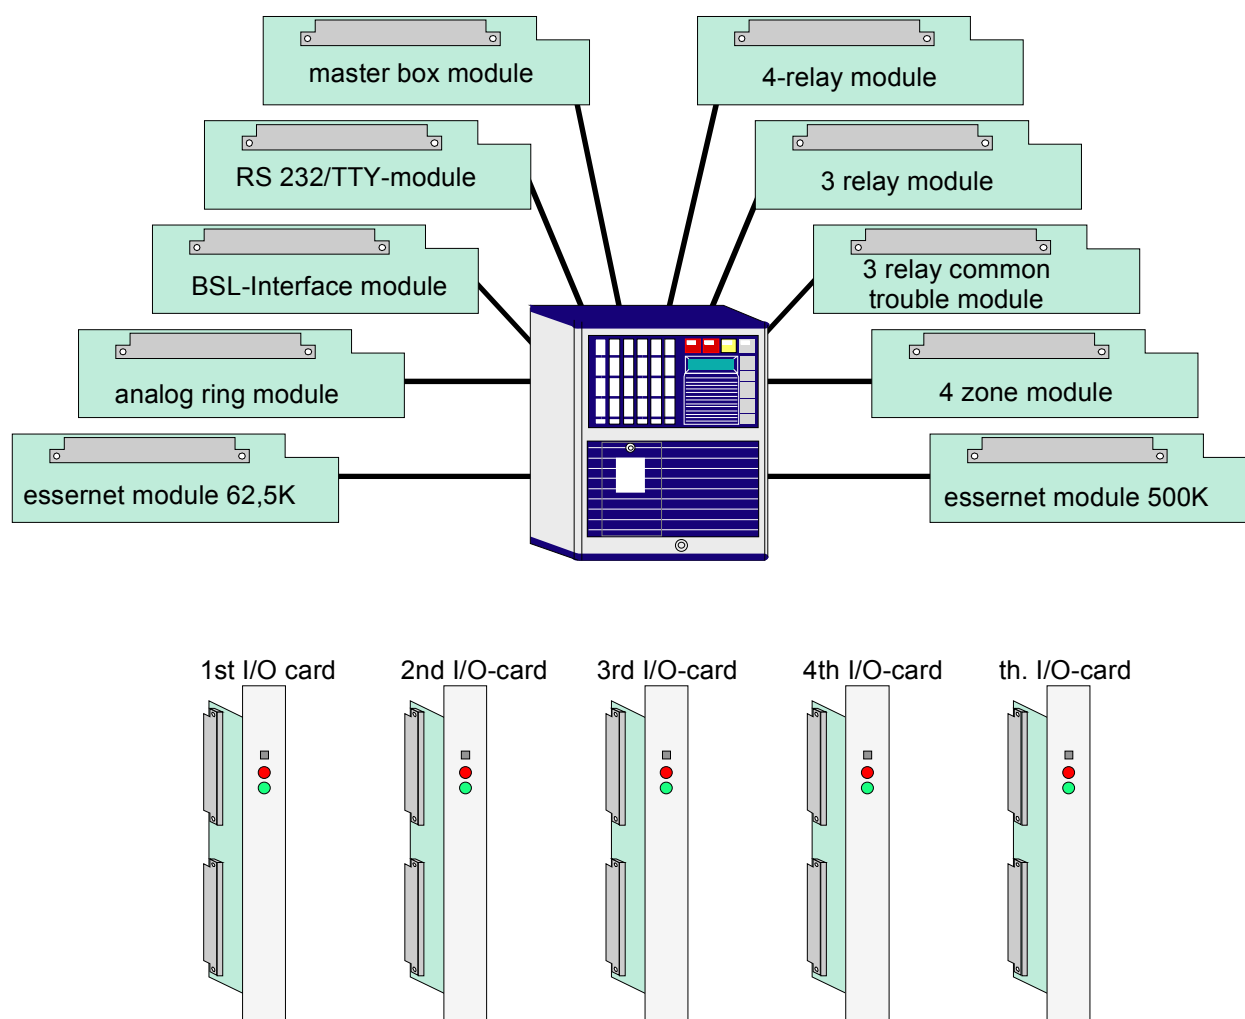 master box module
4-relay module
RS 232/TTY-module
3 relay module
BSL-Interface module
3 relay common
trouble module
analog ring module
4 zone module
essernet module 62,5K
essernet module 500K
1st I/O card
2nd I/O-card
3rd I/O-card
4th I/O-card
th. I/O-card